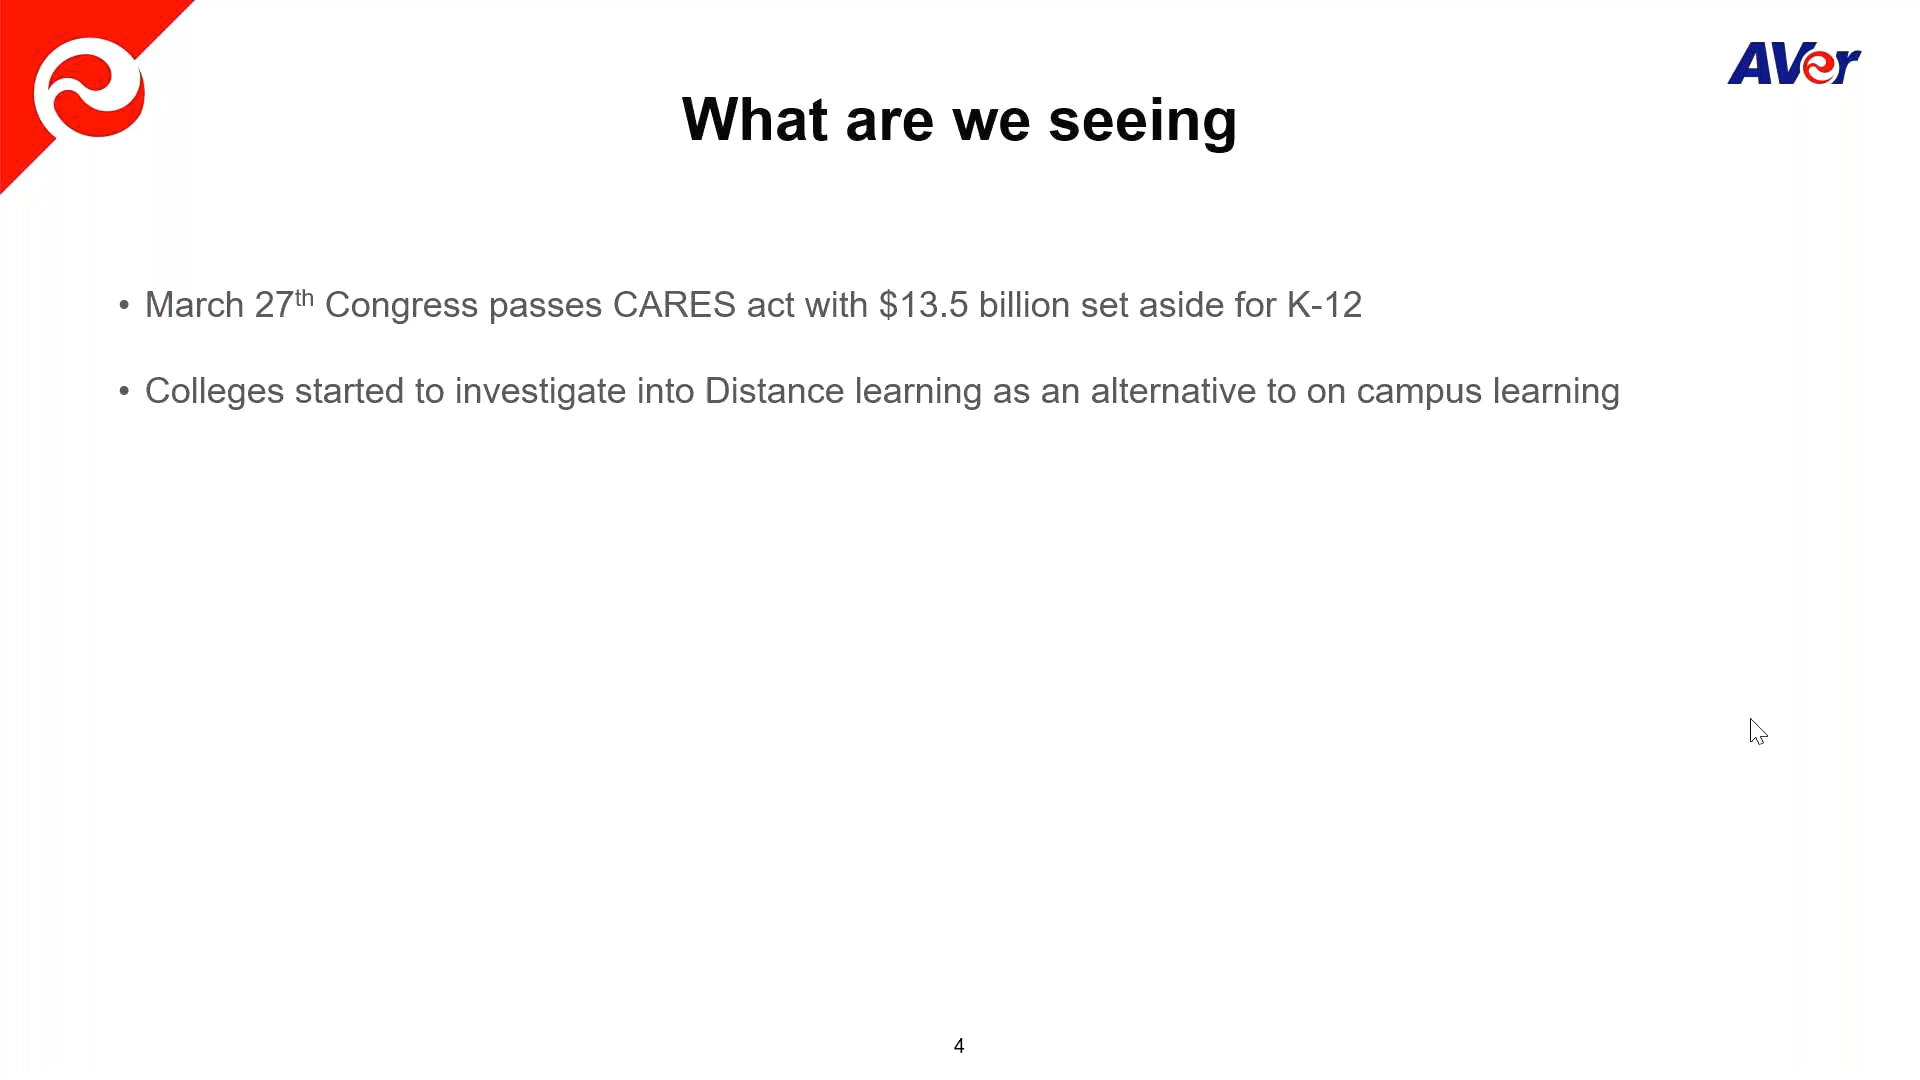 AVer
What are we seeing
• March 27th Congress passes CARES act with $13.5 billion set aside for K-12
• Colleges started to investigate into Distance learning as an alternative to on campus learning
4